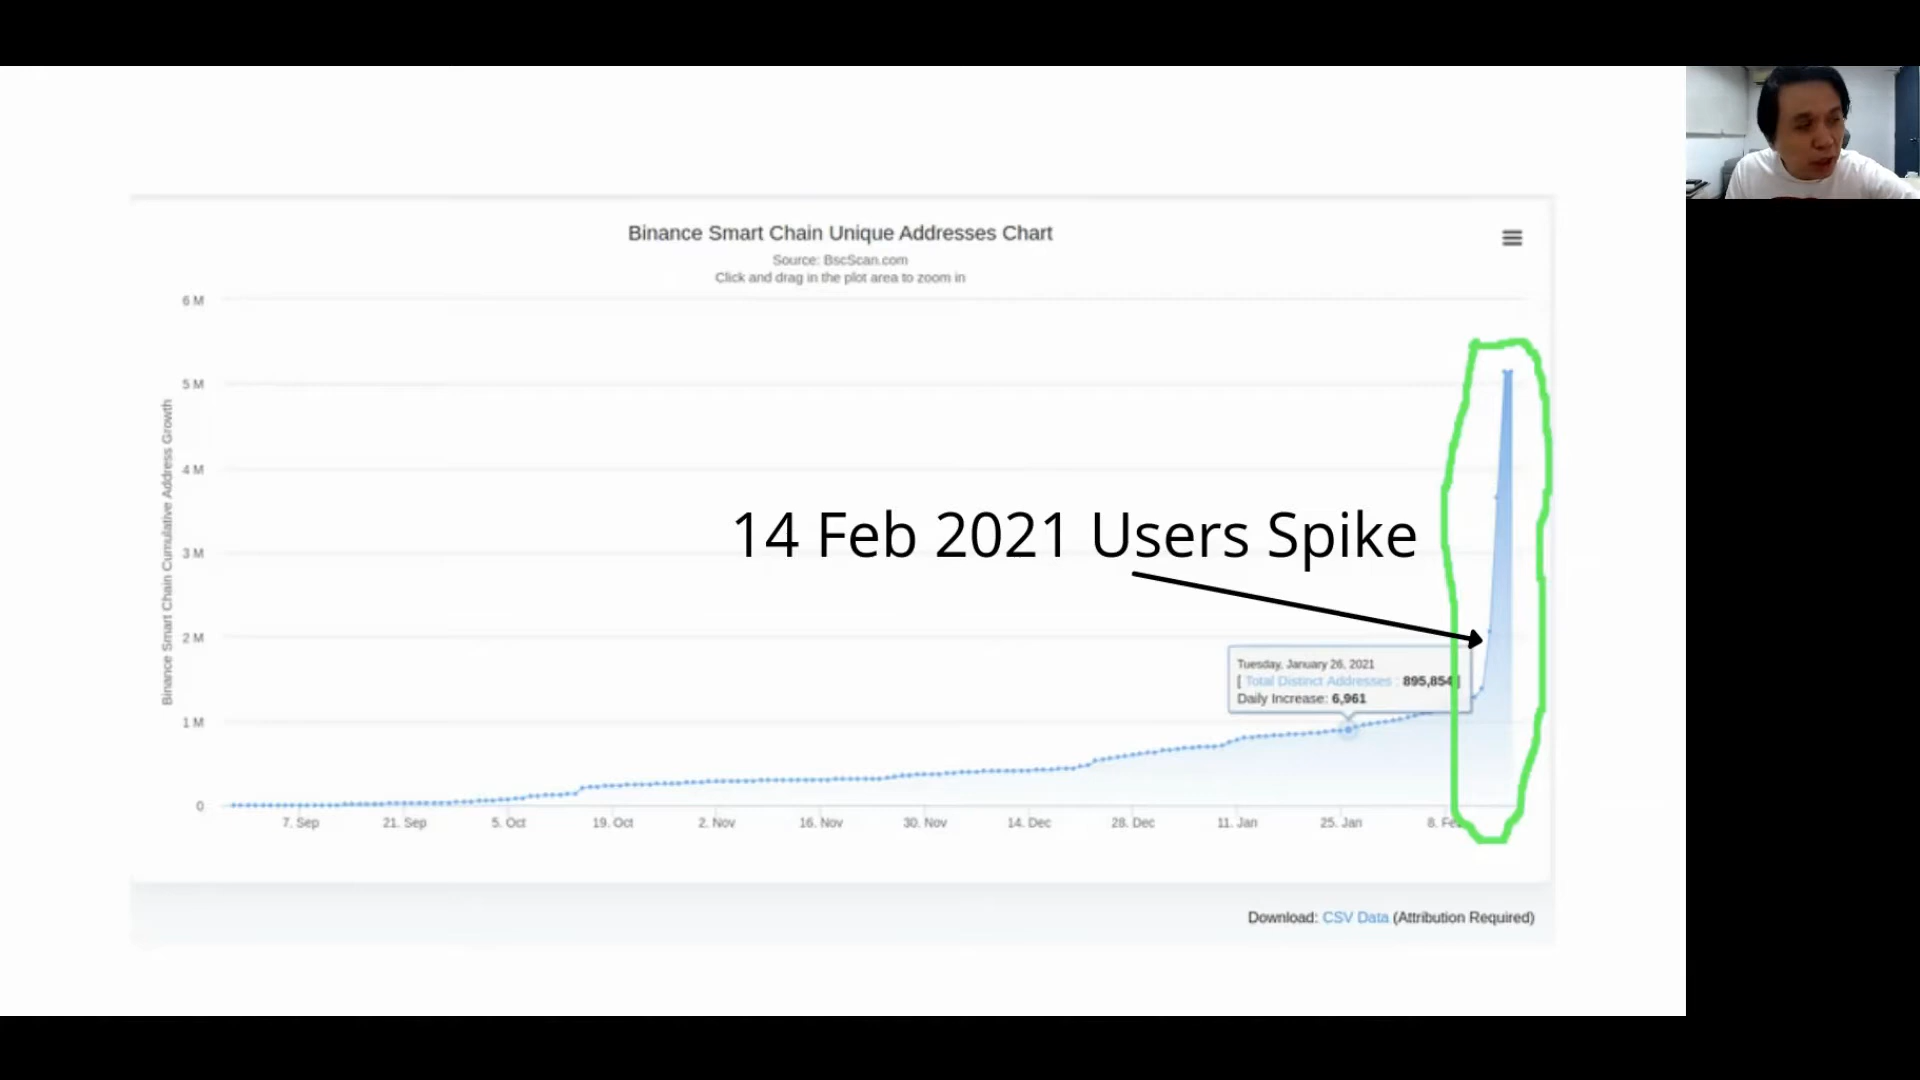 Binance Smart Chain Unique Addresses Chart
Source: BscScan.com
Click and drag in the plot area to zoom in
Binance Smart Chain Cumulative Address Growth
6 M
5 M
4 M
3 M
2 M
1 M
0
14 Feb 2021 Users Spike
Tuesday, January 26, 2021
[ Total Distinct Addresses : 895,854 ]
Daily Increase: 6,961
7. Sep
21. Sep
5. Oct
19. Oct
2. Nov
16. Nov
30. Nov
14. Dec
28. Dec
11. Jan
25. Jan
8. Feb
Download: CSV Data (Attribution Required)